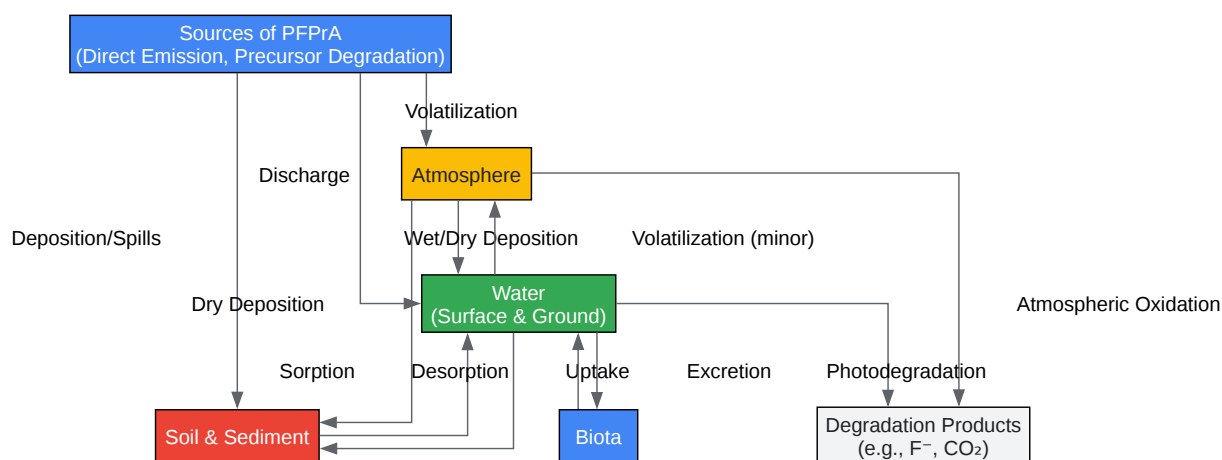 Sources of PFPrA
(Direct Emission, Precursor Degradation)
Volatilization
Discharge
Atmosphere
Deposition/Spills
Wet/Dry Deposition
Volatilization (minor)
Dry Deposition
Water
(Surface & Ground)
Atmospheric Oxidation
Sorption
Desorption
Uptake
Excretion
Photodegradation
Soil & Sediment
Biota
Degradation Products
(e.g., F⁻, CO₂)